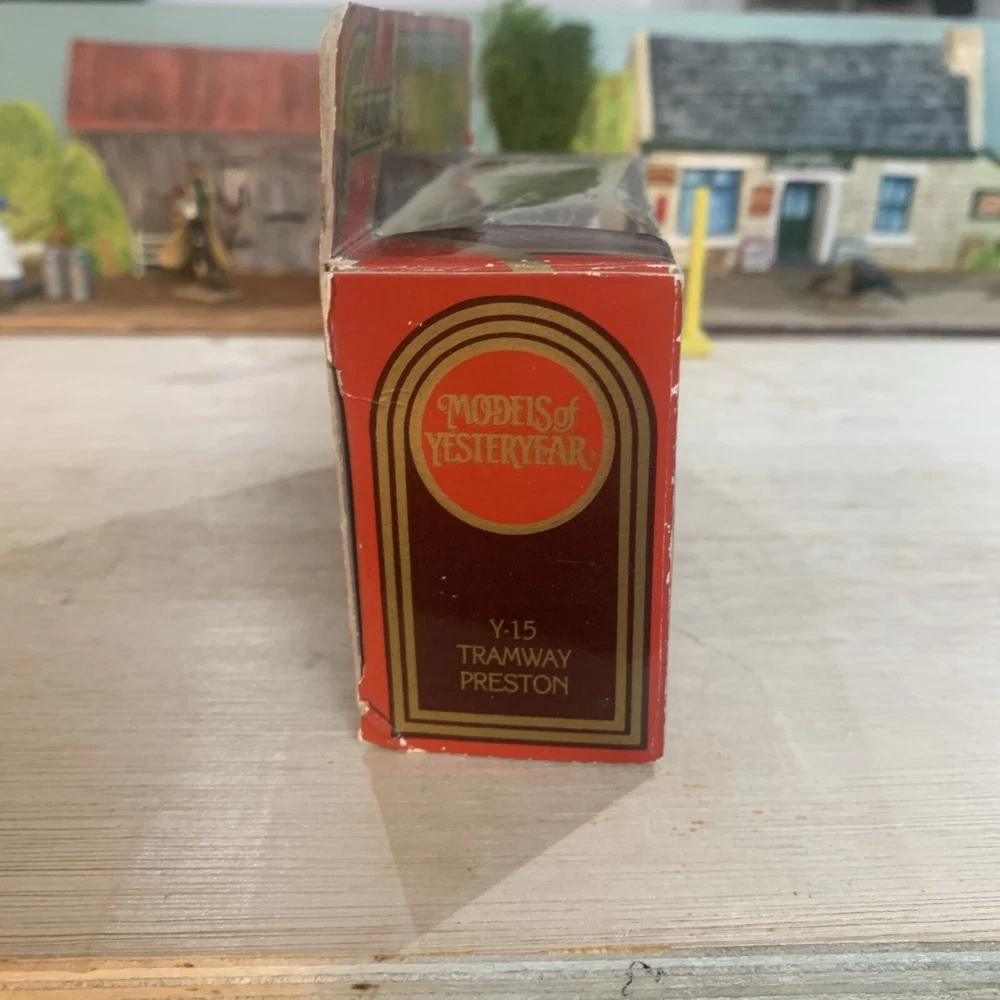 MODELS of
YESTERYEAR®
Y-15
TRAMWAY
PRESTON